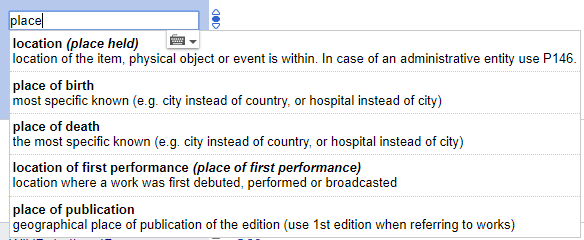 place
location (place held)
location of the item, physical object or event is within. In case of an administrative entity use P146.
place of birth
most specific known (e.g. city instead of country, or hospital instead of city)
place of death
the most specific known (e.g. city instead of country, or hospital instead of city)
location of first performance (place of first performance)
location where a work was first debuted, performed or broadcasted
place of publication
geographical place of publication of the edition (use 1st edition when referring to works)